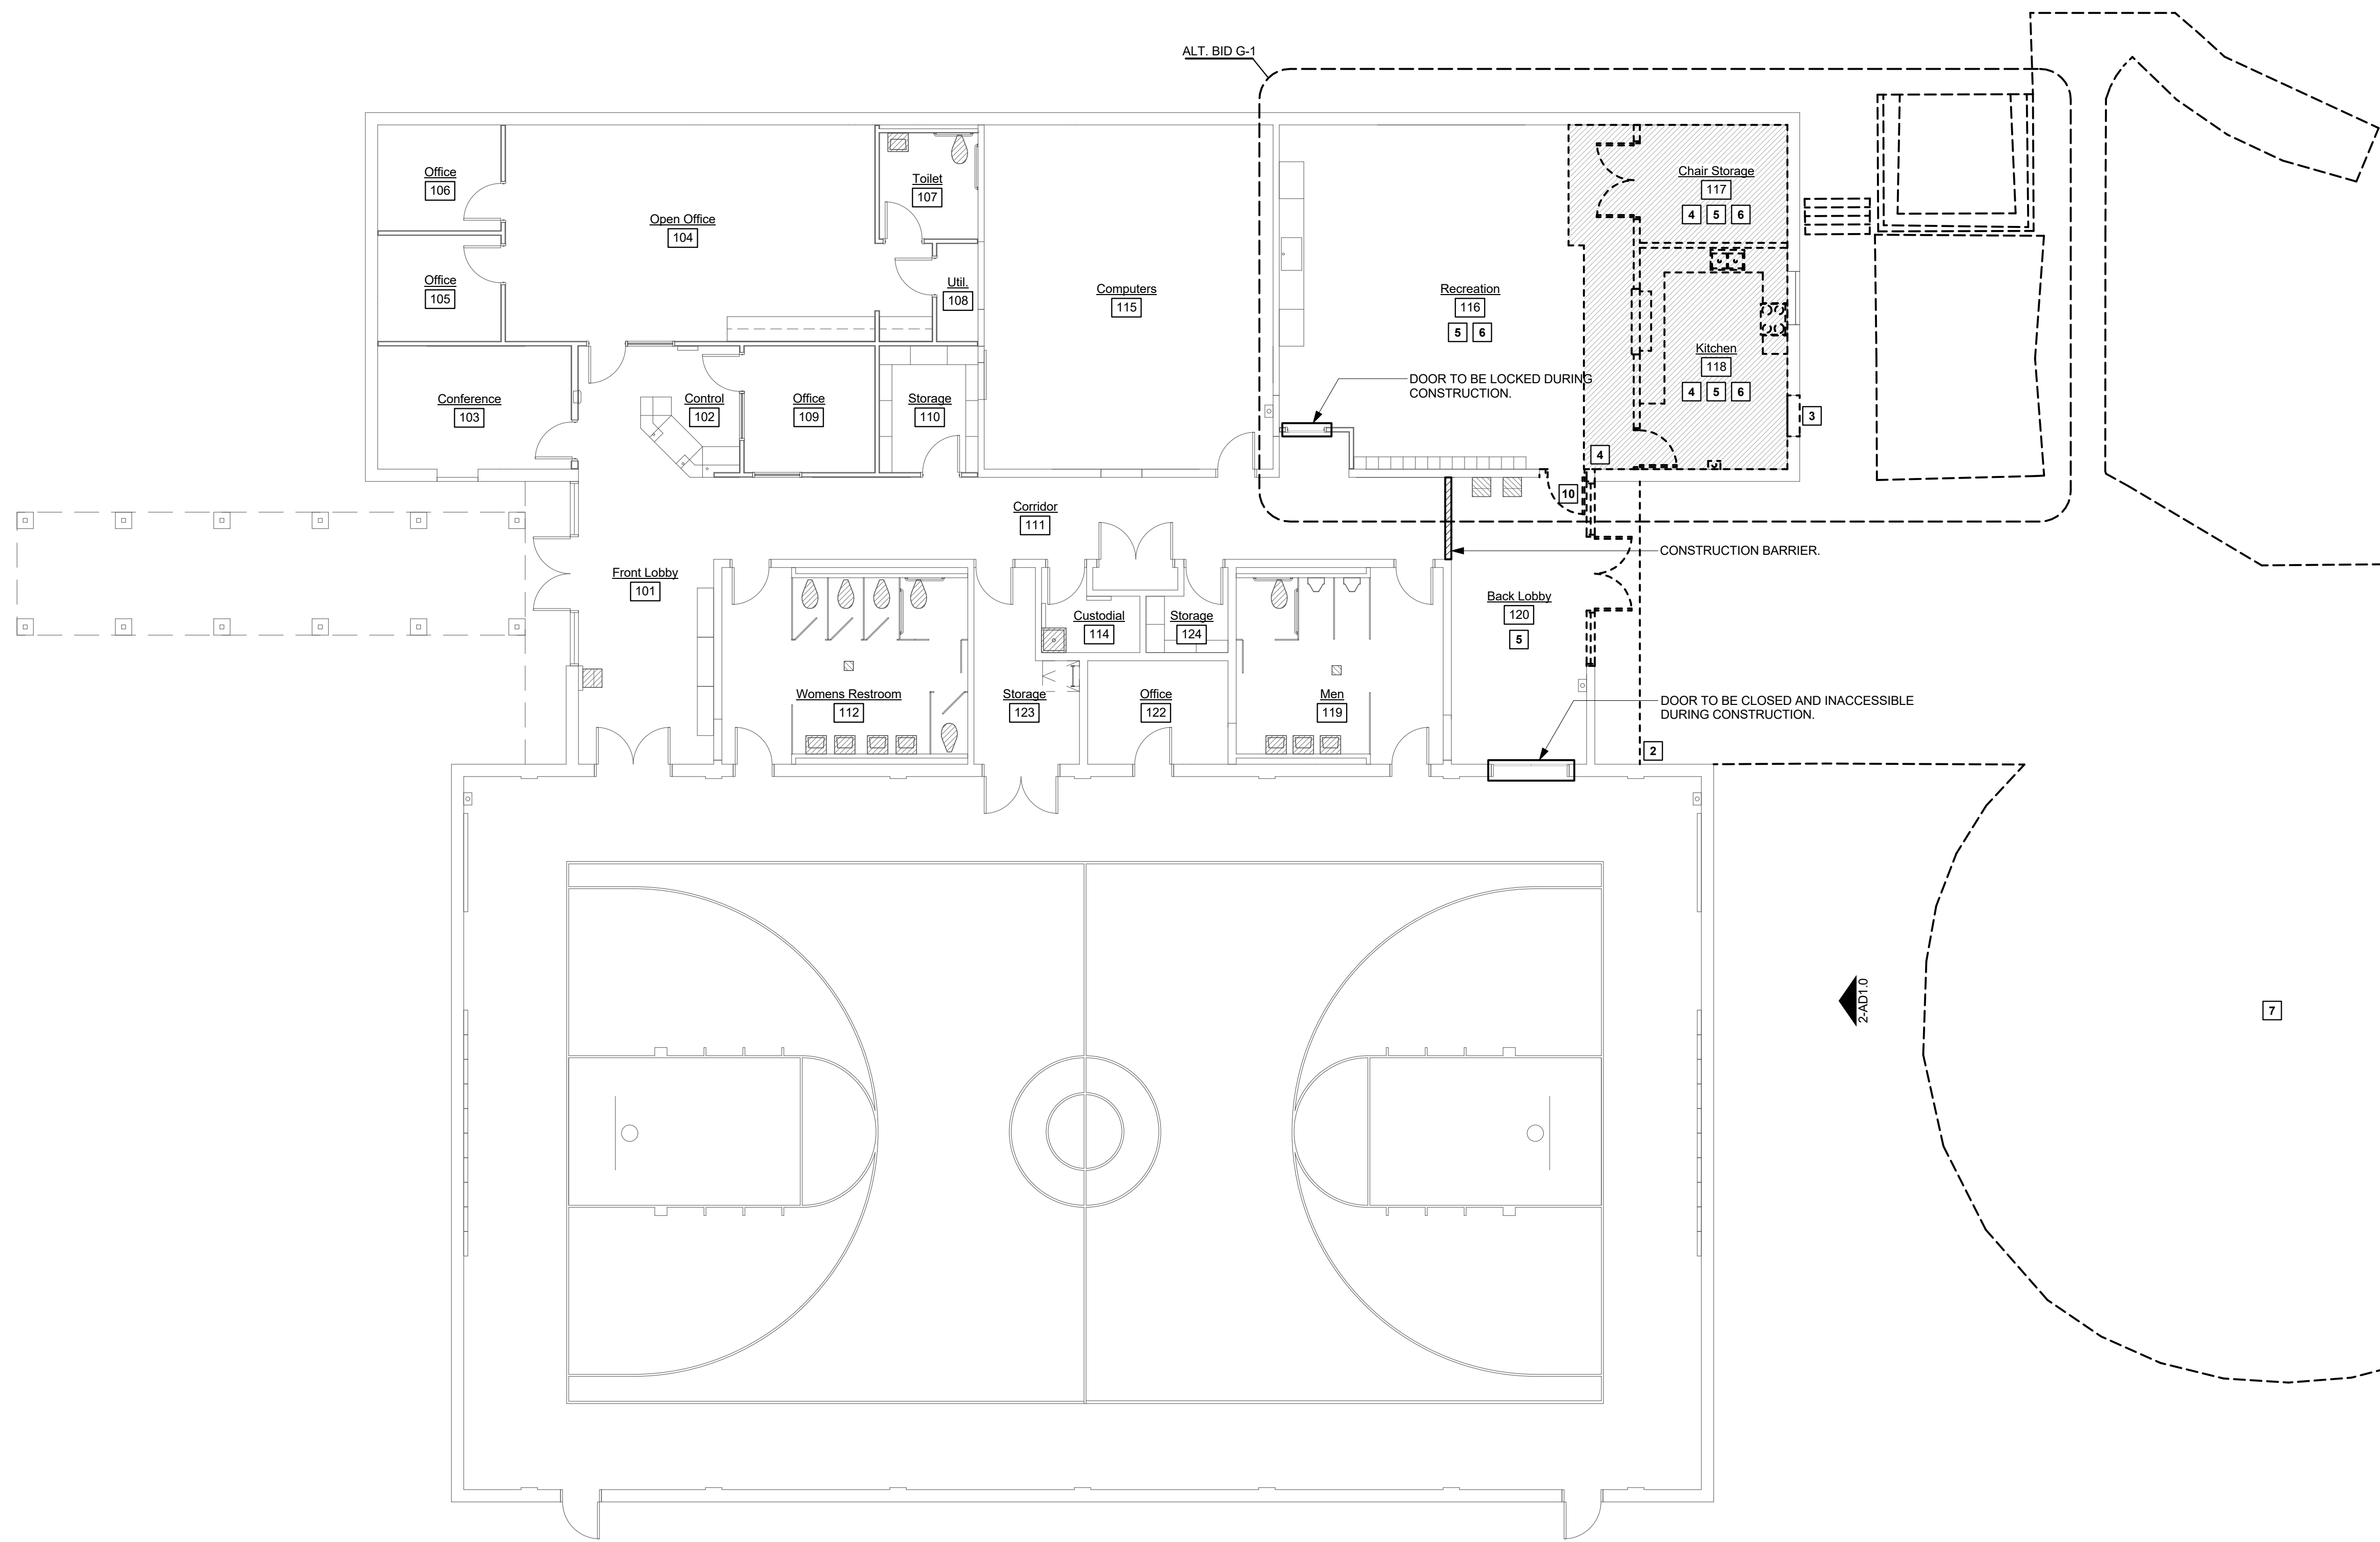 ALT. BID G-1
Office
106
Open Office
104
Toilet
107
Chair Storage
117
4 5 6
Office
105
Util.
108
Computers
115
Recreation
116
5 6
Kitchen
118
4 5 6
3
DOOR TO BE LOCKED DURING
CONSTRUCTION.
Conference
103
Control
102
Office
109
Storage
110
4
10
Corridor
111
CONSTRUCTION BARRIER.
Front Lobby
101
Back Lobby
120
5
Custodial
114
Storage
124
Womens Restroom
112
Storage
123
Office
122
Men
119
DOOR TO BE CLOSED AND INACCESSIBLE
DURING CONSTRUCTION.
2
2-AD1.0
7